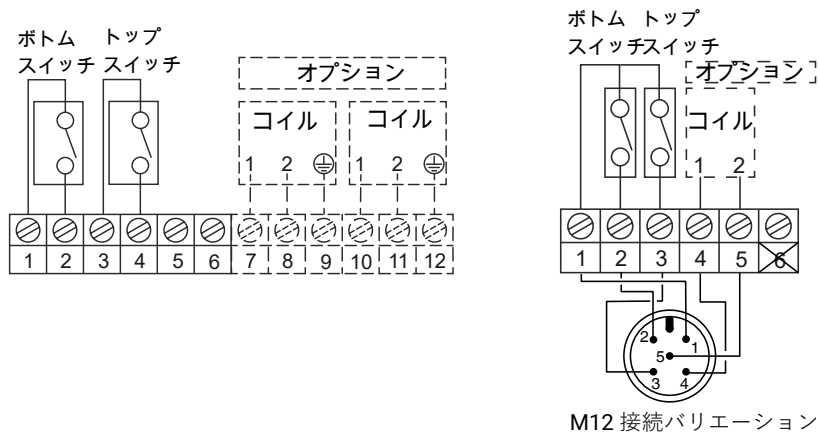 ボトム トップ
スイッチ スイッチ
オプション
コイル コイル
1 2 1 2
1 2 3 4 5 6 7 8 9 10 11 12
ボトム トップ
スイッチスイッチ
オプション
コイル
1 2
1 2 3 4 5 6
2 1
5
3 4
M12 接続バリエーション